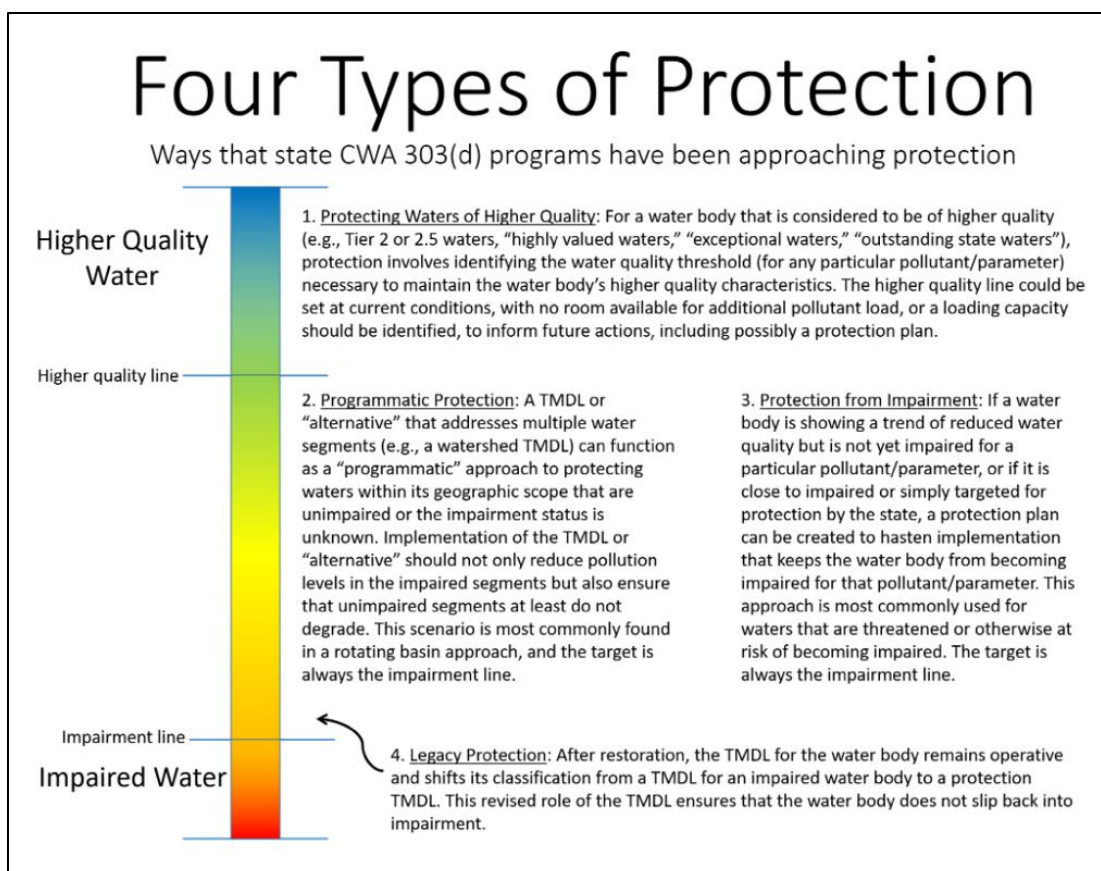 Four Types of Protection
Ways that state CWA 303(d) programs have been approaching protection
Higher Quality
Water
1. Protecting Waters of Higher Quality: For a water body that is considered to be of higher quality
(e.g., Tier 2 or 2.5 waters, “highly valued waters,” “exceptional waters,” “outstanding state waters”),
protection involves identifying the water quality threshold (for any particular pollutant/parameter)
necessary to maintain the water body’s higher quality characteristics. The higher quality line could be
set at current conditions, with no room available for additional pollutant load, or a loading capacity
should be identified, to inform future actions, including possibly a protection plan.
Higher quality line
2. Programmatic Protection: A TMDL or
“alternative” that addresses multiple water
segments (e.g., a watershed TMDL) can function
as a “programmatic” approach to protecting
waters within its geographic scope that are
unimpaired or the impairment status is
unknown. Implementation of the TMDL or
“alternative” should not only reduce pollution
levels in the impaired segments but also ensure
that unimpaired segments at least do not
degrade. This scenario is most commonly found
in a rotating basin approach, and the target is
always the impairment line.
3. Protection from Impairment: If a water
body is showing a trend of reduced water
quality but is not yet impaired for a
particular pollutant/parameter, or if it is
close to impaired or simply targeted for
protection by the state, a protection plan
can be created to hasten implementation
that keeps the water body from becoming
impaired for that pollutant/parameter. This
approach is most commonly used for
waters that are threatened or otherwise at
risk of becoming impaired. The target is
always the impairment line.
Impairment line
Impaired Water
4. Legacy Protection: After restoration, the TMDL for the water body remains operative
and shifts its classification from a TMDL for an impaired water body to a protection
TMDL. This revised role of the TMDL ensures that the water body does not slip back into
impairment.